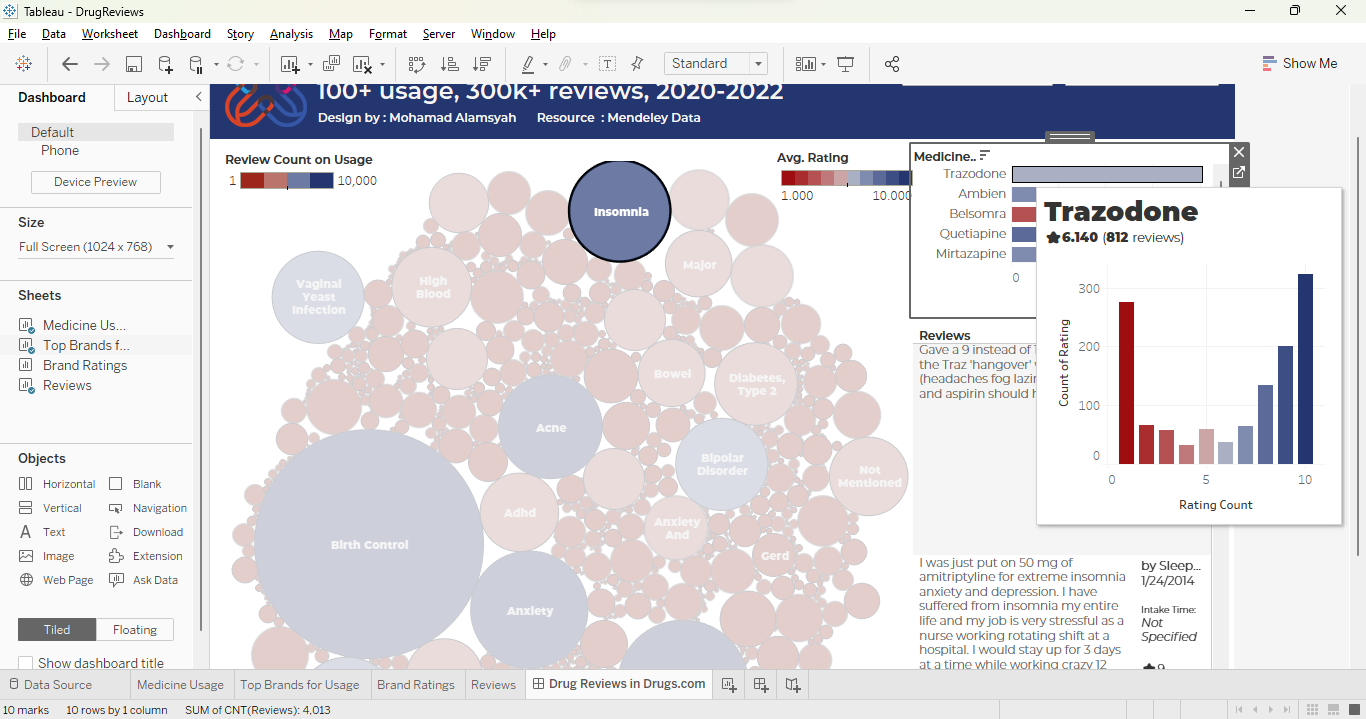 Tableau - DrugReviews
File Data Worksheet Dashboard Story Analysis Map Format Server Window Help
Standard
Show Me
Dashboard Layout
Default
Phone
Device Preview
Size
Full Screen (1024 x 768)
Sheets
Medicine Us...
Top Brands f...
Brand Ratings
Reviews
Objects
Horizontal Blank
Vertical Navigation
Text Download
Image Extension
Web Page Ask Data
Tiled Floating
Show dashboard title
100+ usage, 300k+ reviews, 2020-2022
Design by : Mohamad Alamsyah Resource : Mendeley Data
Review Count on Usage
1 10,000
Avg. Rating
1.000 10.000
Insomnia
Major
Vaginal
Yeast
Infection
High
Blood
Bowel
Diabetes,
Type 2
Acne
Bipolar
Disorder
Not
Mentioned
Adhd
Anxiety
And
Birth Control
Gerd
Anxiety
Medicine..
Trazodone
Ambien
Belsomra
Quetiapine
Mirtazapine
0
Trazodone
6.140 (812 reviews)
Count of Rating
300
200
100
0
0 5 10
Rating Count
Reviews
Gave a 9 instead of
the Traz 'hangover'
(headaches fog
and aspirin should
I was just put on 50 mg of
amitriptyline for extreme insomnia
anxiety and depression. I have
suffered from insomnia my entire
life and my job is very stressful as a
nurse working rotating shift at a
hospital. I would stay up for 3 days
at a time while working crazy 12
by Sleep...
1/24/2014
Intake Time:
Not
Specified
9
Data Source Medicine Usage Top Brands for Usage Brand Ratings Reviews Drug Reviews in Drugs.com
10 marks 10 rows by 1 column SUM of CNT(Reviews): 4,013